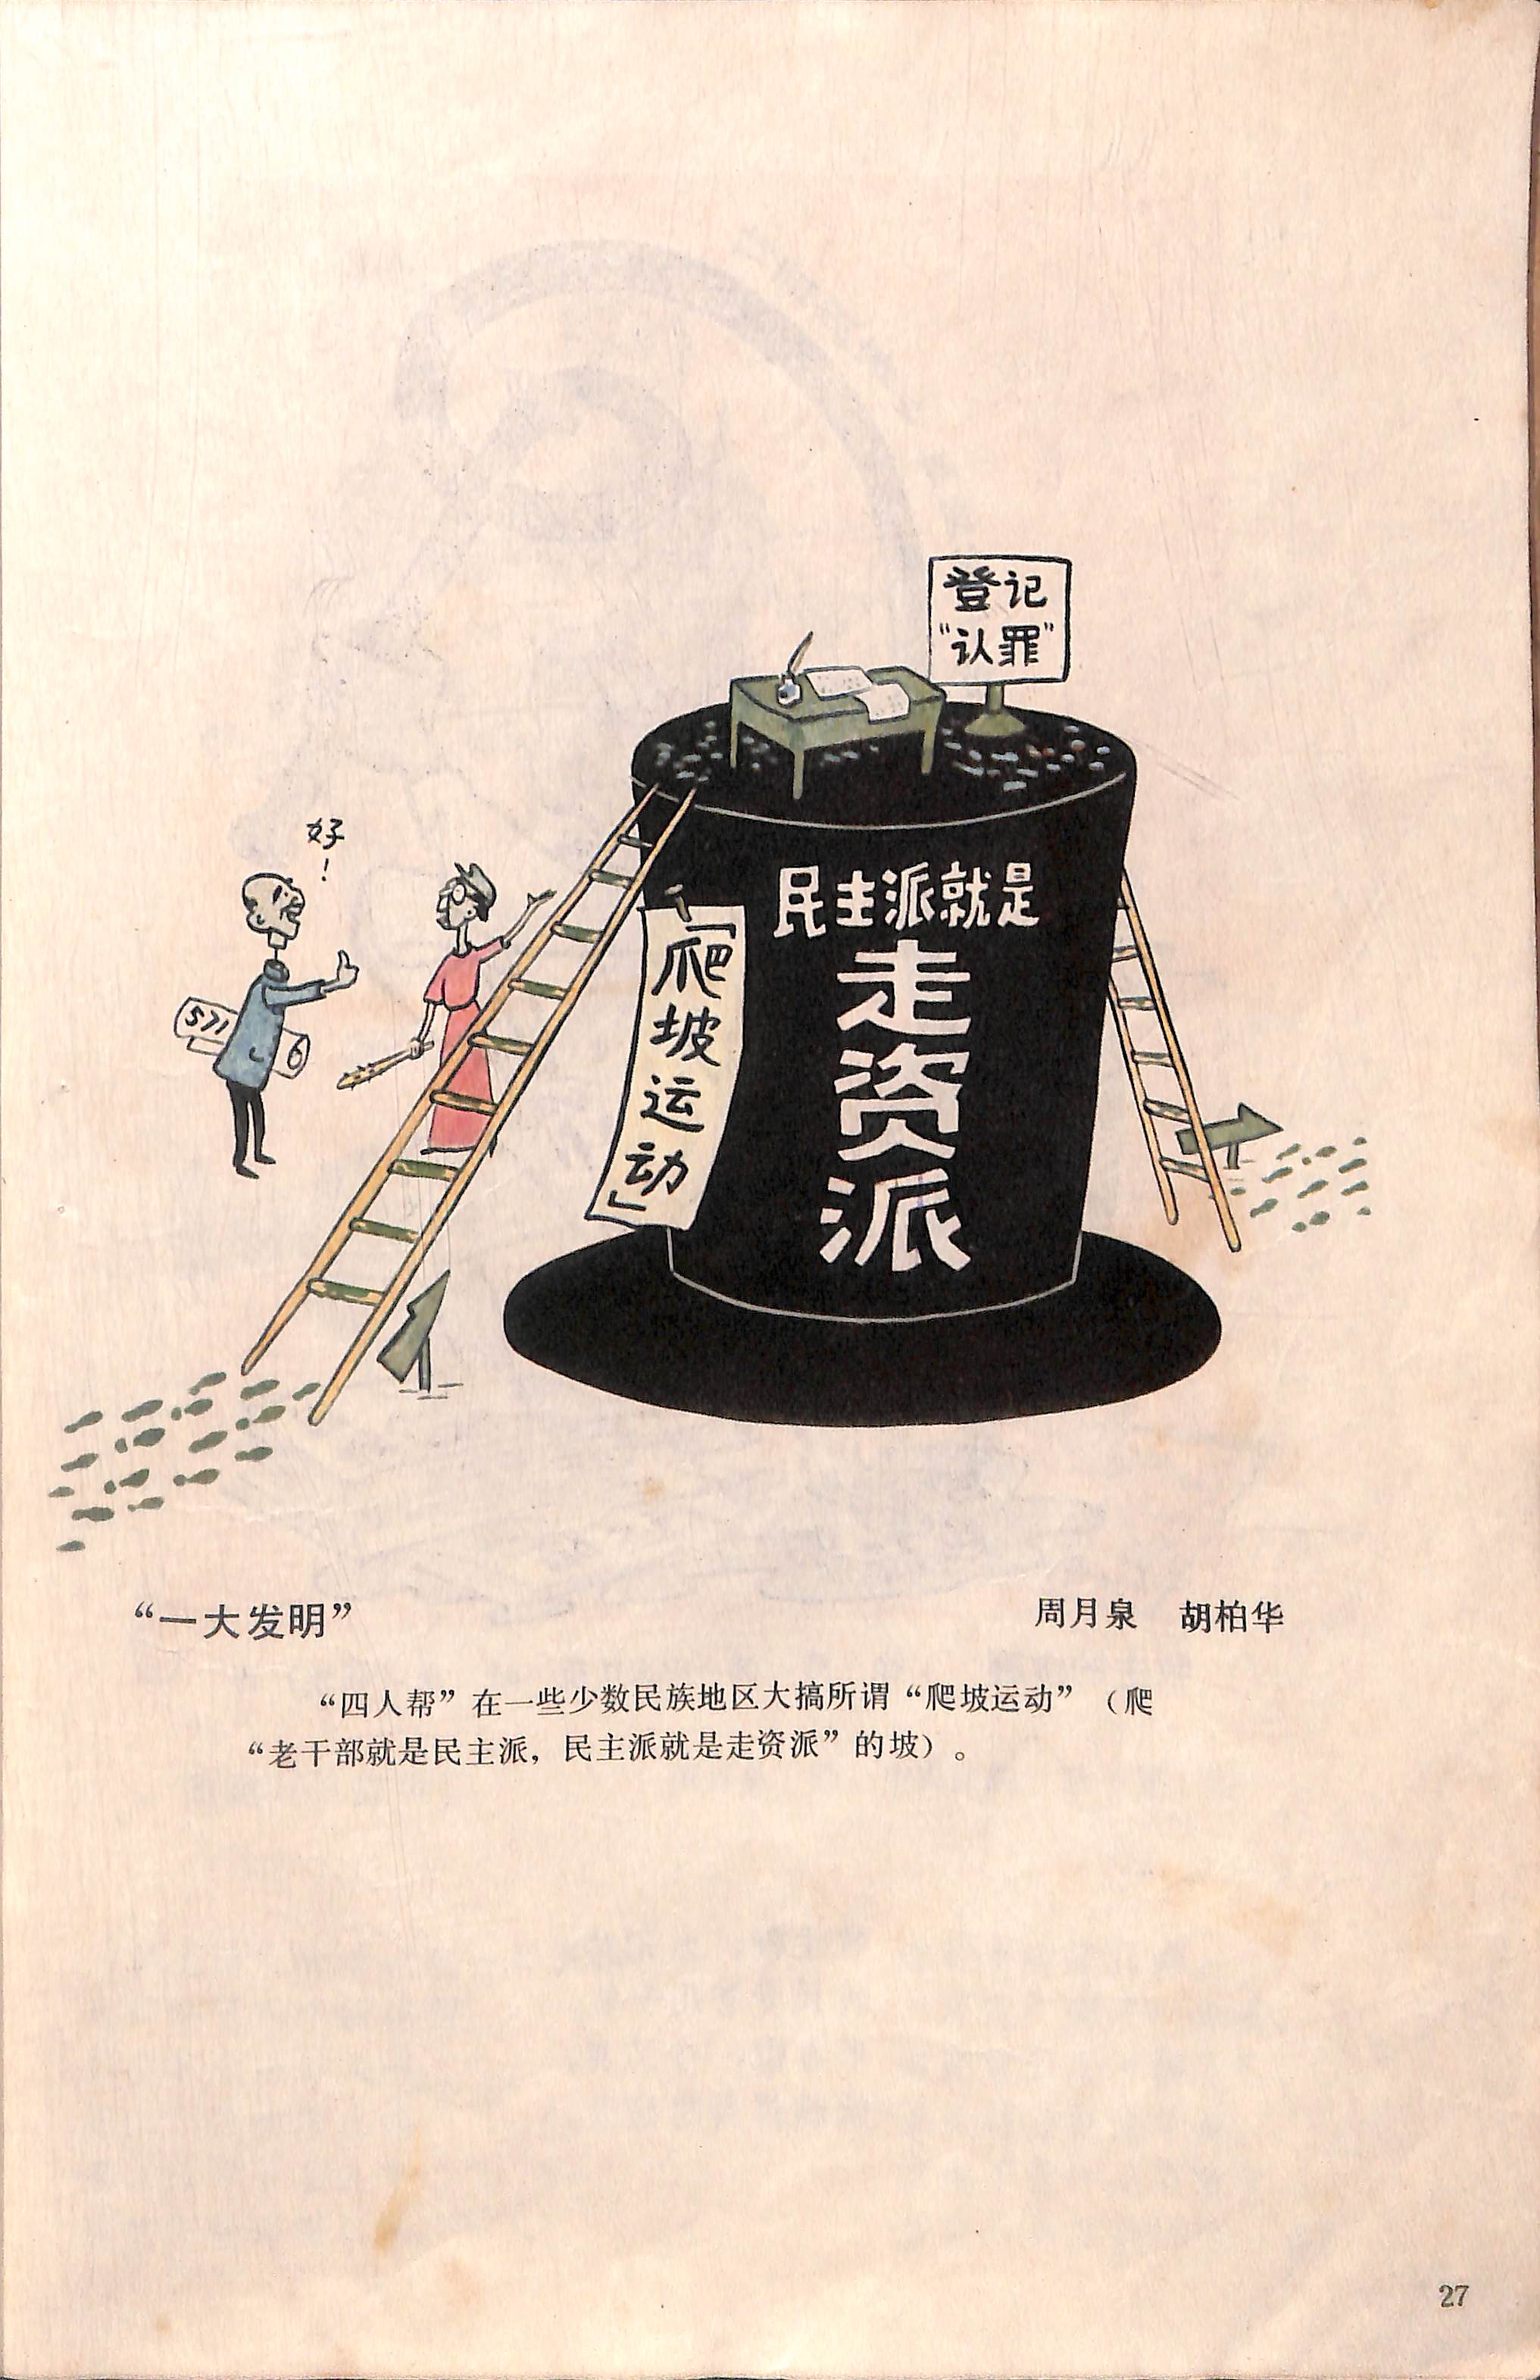 登记
“认罪”
好!
民主派就是
走资派
「爬坡运动」
571
6
“一大发明”
周月泉　胡柏华
“四人帮”在一些少数民族地区大搞所谓“爬坡运动”（爬
“老干部就是民主派，民主派就是走资派”的坡）。
27